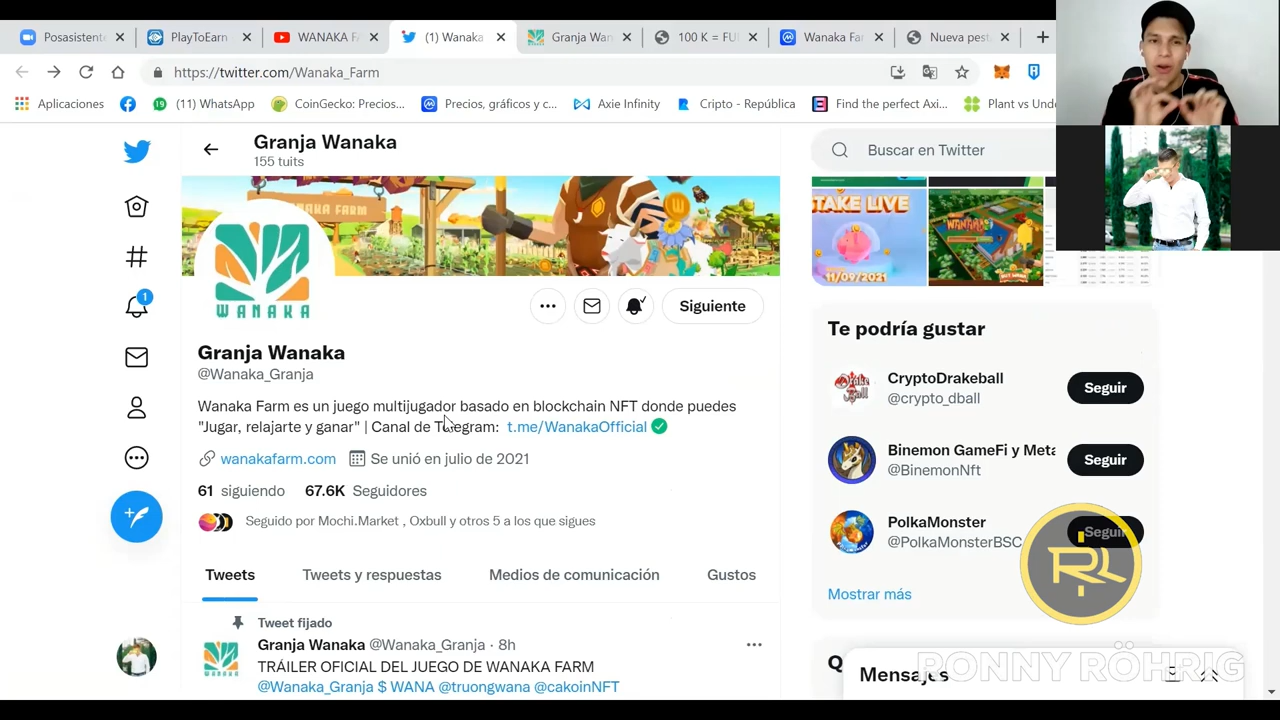 Posasistent
PlayToEarn
WANAKA FA
(1) Wanaka
Granja Wan
100 K = FU
Wanaka Far
Nueva pest
https://twitter.com/Wanaka_Farm
Aplicaciones
(11) WhatsApp
CoinGecko: Precios...
Precios, gráficos y c...
Axie Infinity
Cripto - República
Find the perfect Axi...
Plant vs Und
Granja Wanaka
155 tuits
Buscar en Twitter
WANAKA FARM
STAKE LIVE
11/09/2021
WANAKA
WANAKA
Siguiente
Granja Wanaka
@Wanaka_Granja
Wanaka Farm es un juego multijugador basado en blockchain NFT donde puedes
"Jugar, relajarte y ganar" | Canal de Telegram: t.me/WanakaOfficial
wanakafarm.com Se unió en julio de 2021
61 siguiendo 67.6K Seguidores
Seguido por Mochi.Market , Oxbull y otros 5 a los que sigues
Tweets Tweets y respuestas Medios de comunicación Gustos
Tweet fijado
Granja Wanaka @Wanaka_Granja · 8h
TRÁILER OFICIAL DEL JUEGO DE WANAKA FARM
@Wanaka_Granja $ WANA @truongwana @cakoinNFT
Te podría gustar
CryptoDrakeball
@crypto_dball
Seguir
Binemon GameFi y Meta
@BinemonNft
Seguir
PolkaMonster
@PolkaMonsterBSC
Seguir
Mostrar más
Mensajes
RONNY RÖHRIG